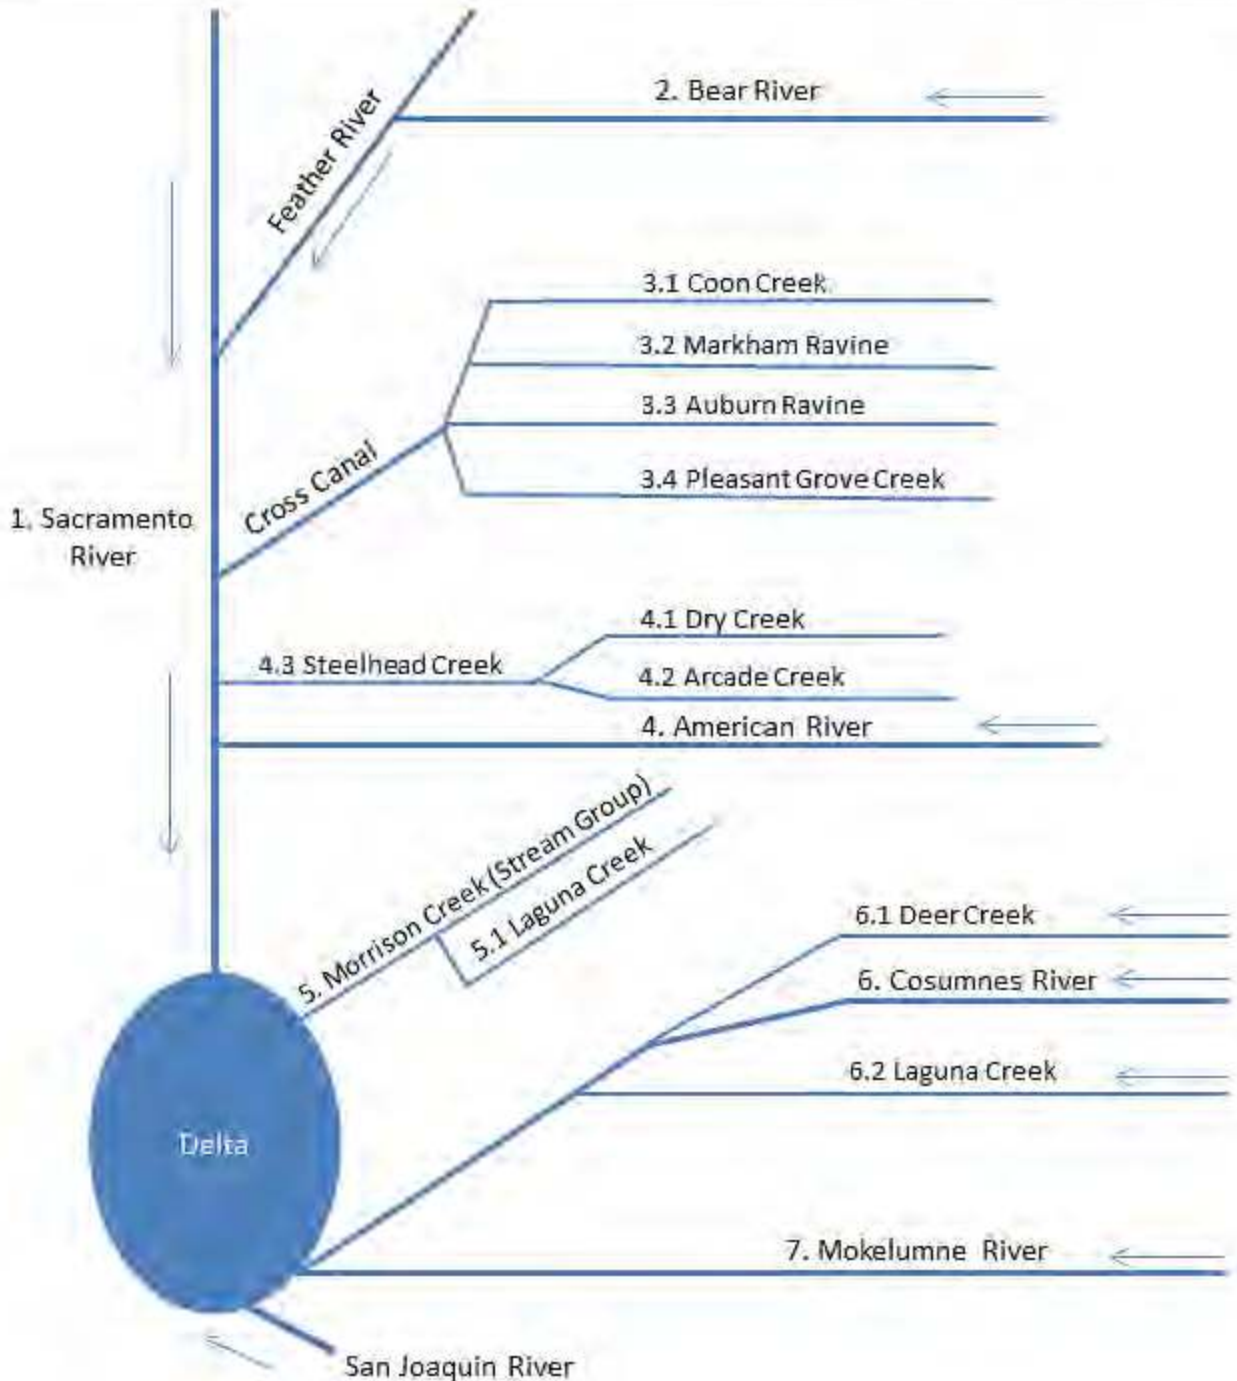 2. Bear River
Feather River
3.1 Coon Creek
3.2 Markham Ravine
3.3 Auburn Ravine
3.4 Pleasant Grove Creek
Cross Canal
1. Sacramento
River
4.1 Dry Creek
4.3 Steelhead Creek
4.2 Arcade Creek
4. American River
5. Morrison Creek (Stream Group)
5.1 Laguna Creek
6.1 Deer Creek
6. Cosumnes River
6.2 Laguna Creek
Delta
7. Mokelumne River
San Joaquin River